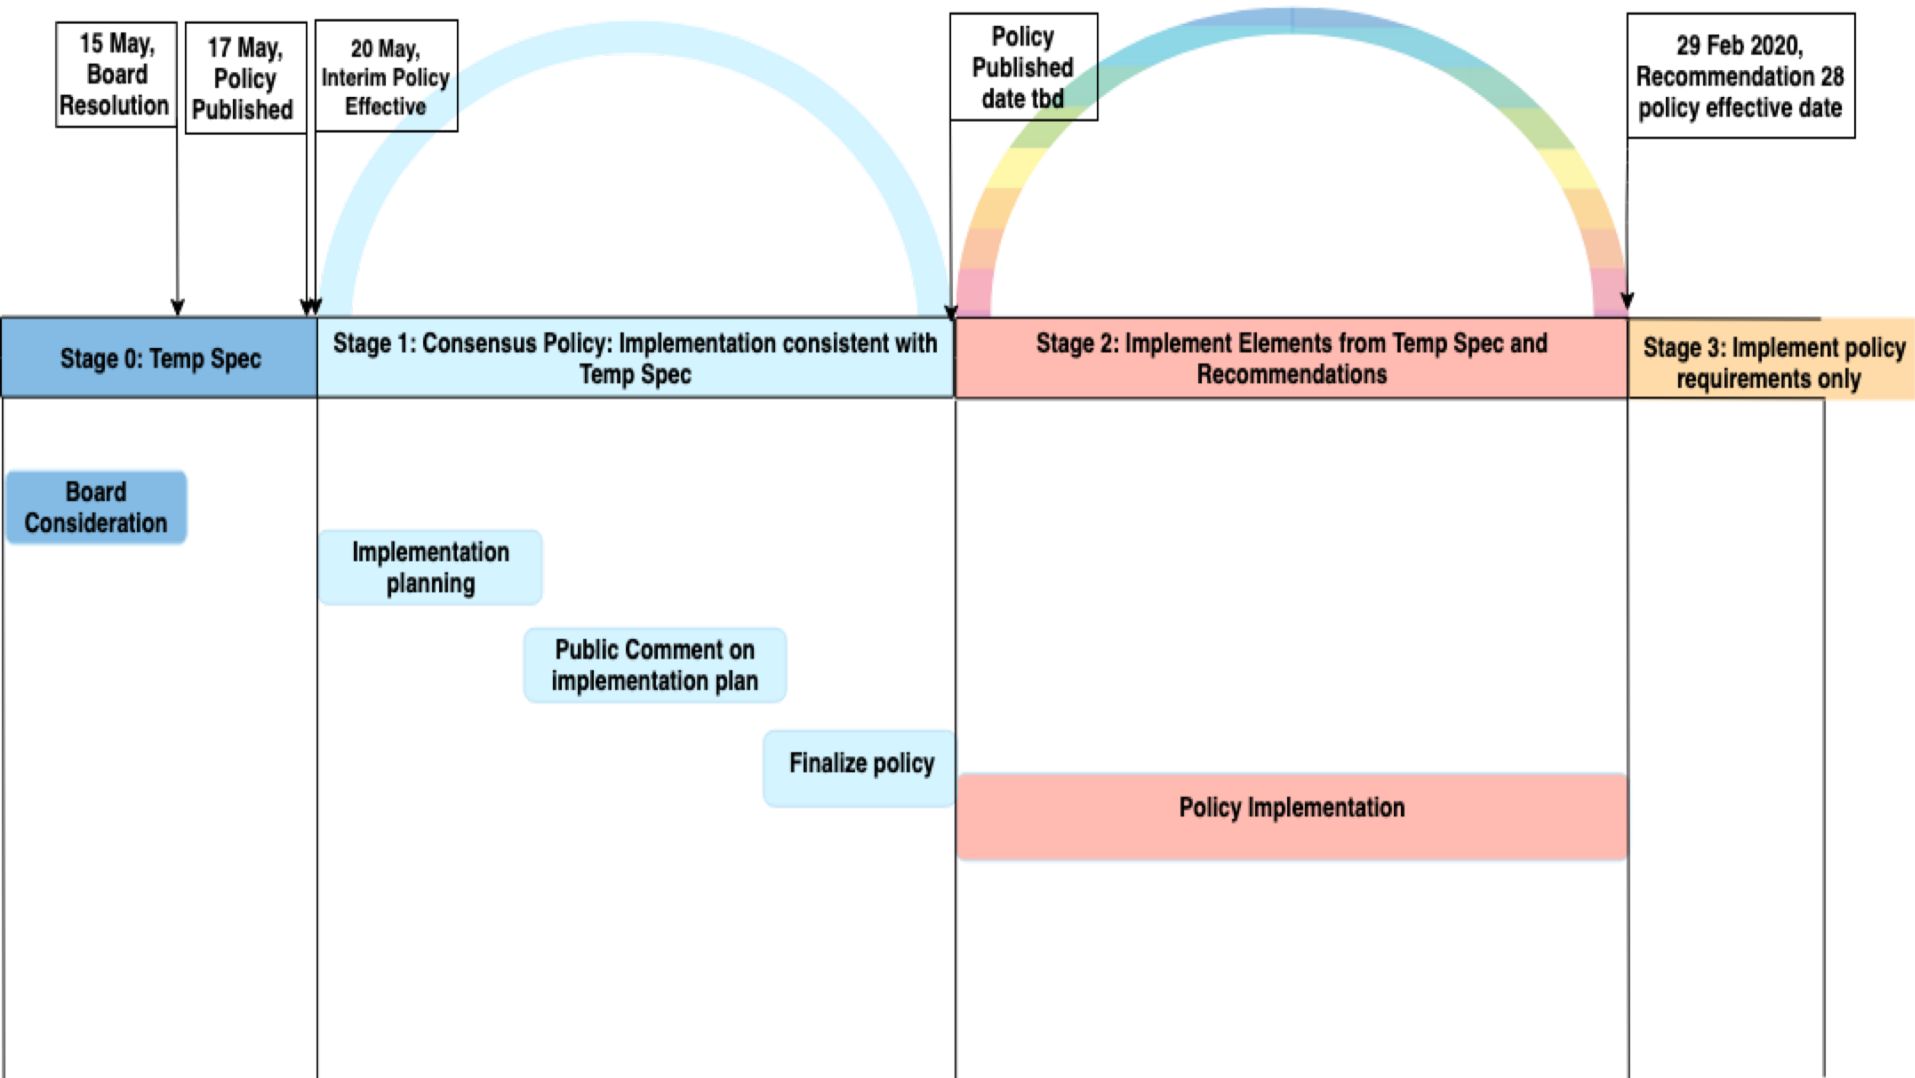 15 May,
Board
Resolution
17 May,
Policy
Published
20 May,
Interim Policy
Effective
Policy
Published
date tbd
29 Feb 2020,
Recommendation 28
policy effective date
Stage 0: Temp Spec
Stage 1: Consensus Policy: Implementation consistent with
Temp Spec
Stage 2: Implement Elements from Temp Spec and
Recommendations
Stage 3: Implement policy
requirements only
Board
Consideration
Implementation
planning
Public Comment on
implementation plan
Finalize policy
Policy Implementation